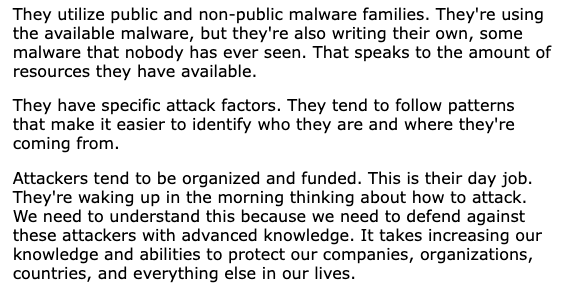 They utilize public and non-public malware families. They're using
the available malware, but they're also writing their own, some
malware that nobody has ever seen. That speaks to the amount of
resources they have available.
They have specific attack factors. They tend to follow patterns
that make it easier to identify who they are and where they're
coming from.
Attackers tend to be organized and funded. This is their day job.
They're waking up in the morning thinking about how to attack.
We need to understand this because we need to defend against
these attackers with advanced knowledge. It takes increasing our
knowledge and abilities to protect our companies, organizations,
countries, and everything else in our lives.